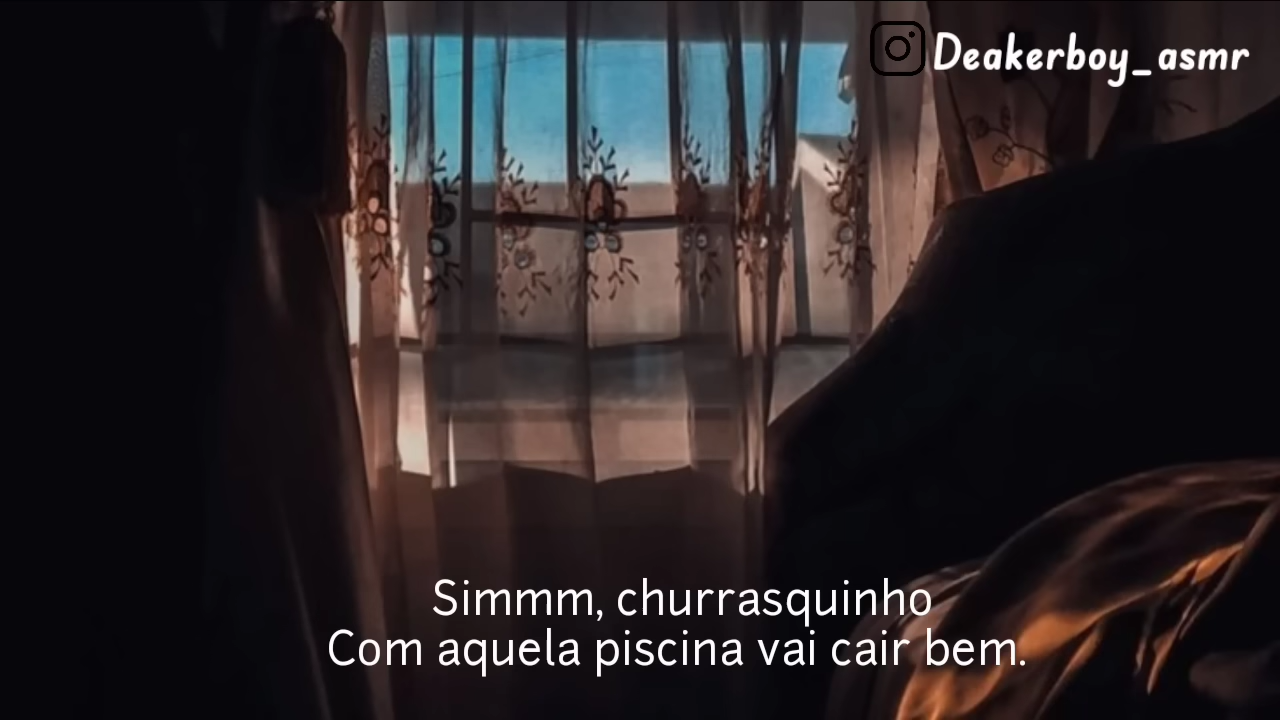 Deakerboy_asmr
Simmm, churrasquinho
Com aquela piscina vai cair bem.